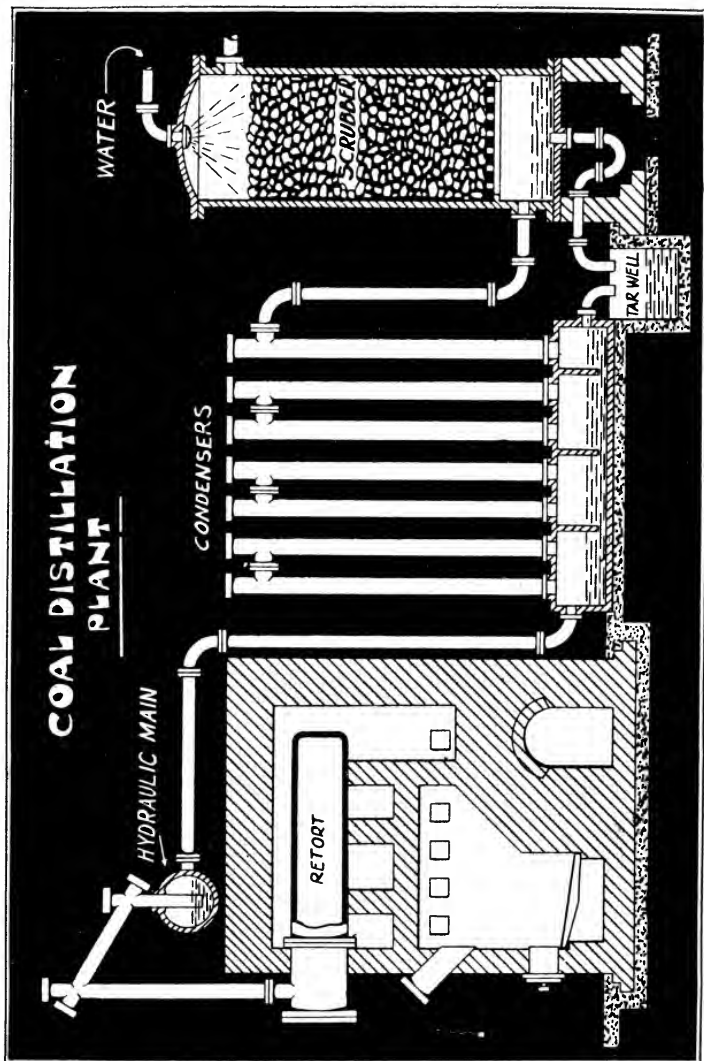 COAL DISTILLATION
PLANT
HYDRAULIC MAIN
RETORT
CONDENSERS
TAR WELL
WATER
SCRUBBER